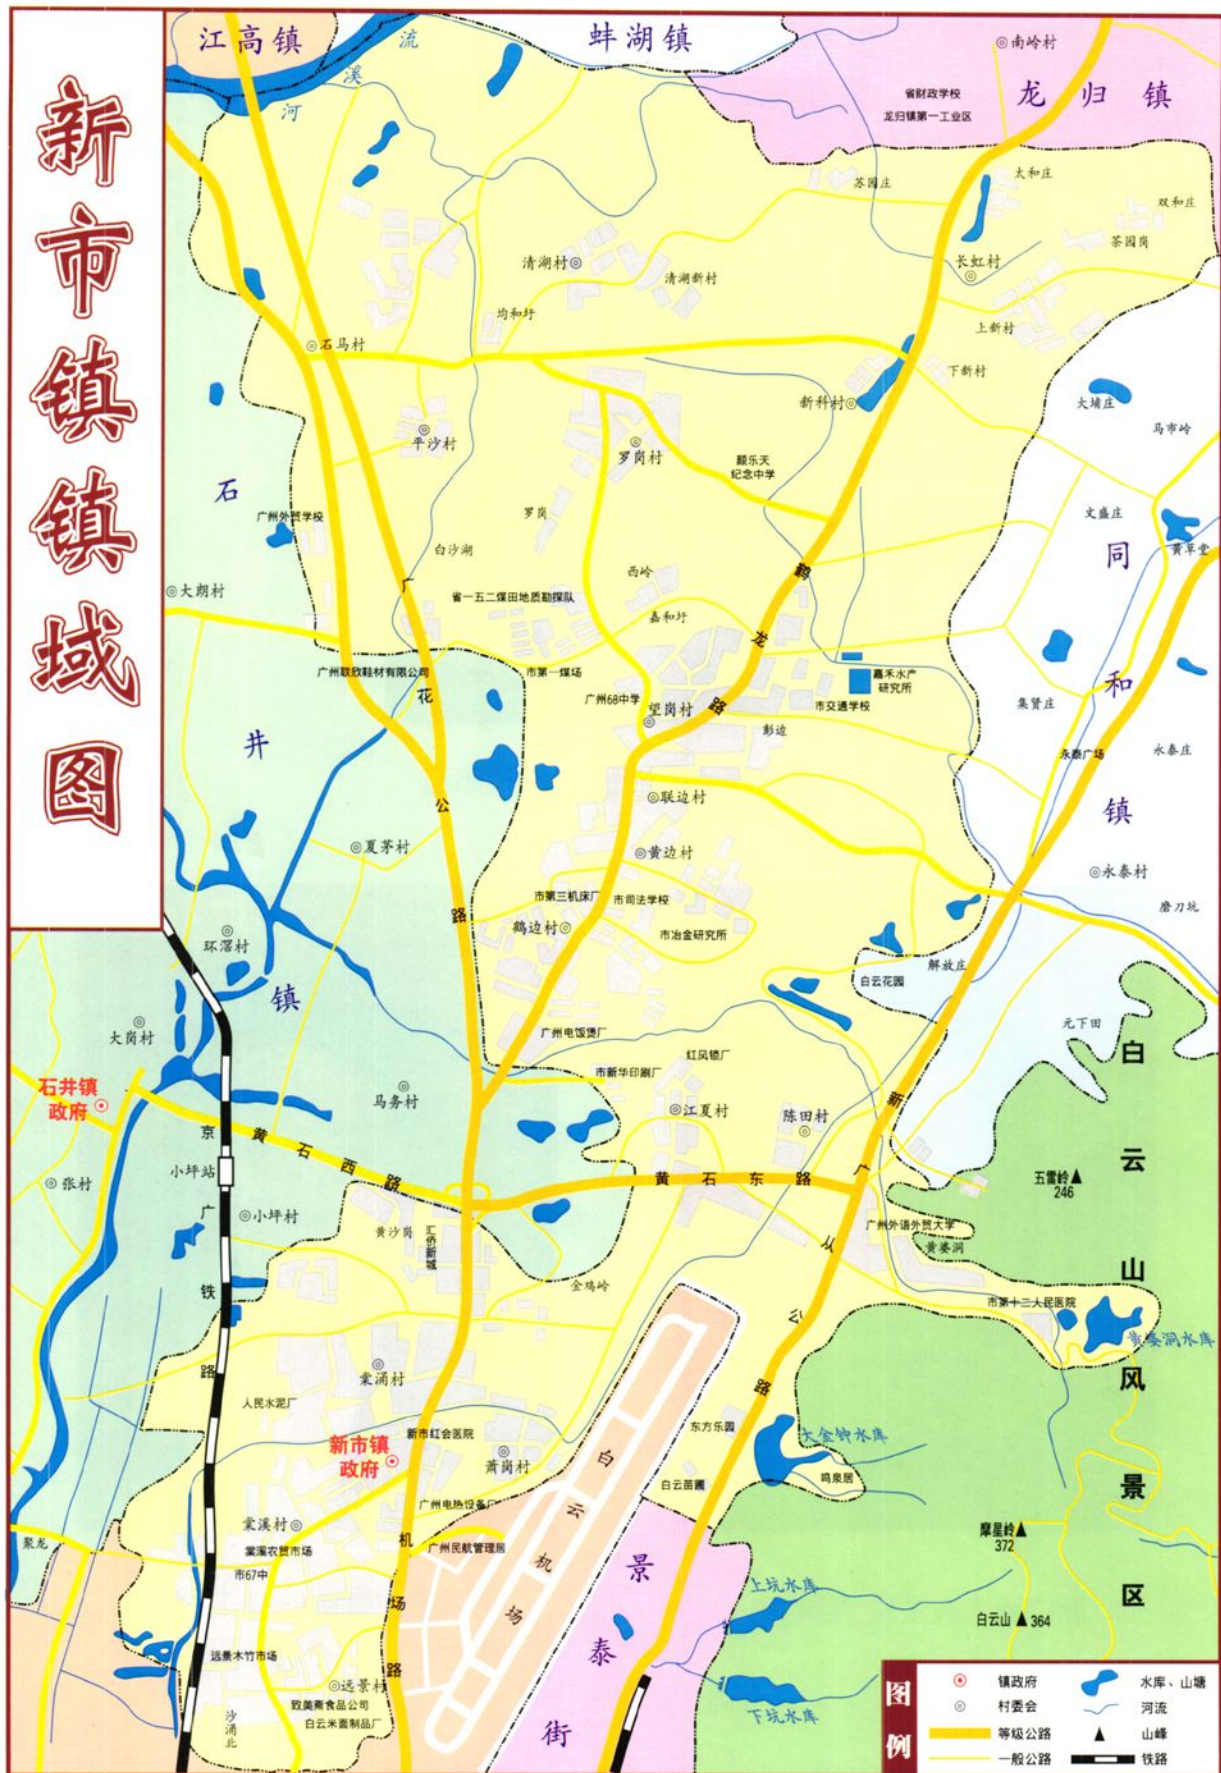 新市镇镇域图
江高镇
流
溪
河
蚌湖镇
南岭村
省财政学校
龙归镇第一工业区
龙归镇
苏园庄
太和庄
双和庄
茶园岗
长虹村
清湖村
清湖新村
均和圩
上新村
石马村
下新村
新科村
大埔庄
马市岭
平沙村
罗岗村
颐乐天
纪念中学
石
广州外贸学校
罗岗
文盛庄
同
黄草堂
白沙湖
西岭
鹤
大朗村
广
省一五二煤田地质勘探队
嘉和圩
龙
广州联欣鞋材有限公司
市第一煤场
嘉禾水产
研究所
和
花
广州68中学
望岗村
路
市交通学校
集贤庄
井
彭边
永泰广场
永泰庄
公
联边村
镇
夏茅村
黄边村
永泰村
路
市第三机床厂
市司法学校
磨刀坑
环滘村
鹤边村
市冶金研究所
解放庄
白云花园
镇
大岗村
广州电饭煲厂
元下田
白
红风锁厂
市新华印刷厂
石井镇
政府
马务村
江夏村
陈田村
新
京
黄石西路
云
小坪站
张村
黄石东路
广
五雷岭
246
广
小坪村
黄沙岗
汇侨新城
广州外语外贸大学
从
黄婆洞
山
铁
金鸡岭
市第十二人民医院
公
黄婆洞水库
路
棠涌村
路
风
人民水泥厂
东方乐园
大金钟水库
新市镇
政府
新市红会医院
萧岗村
白
鸣泉居
白云苗圃
景
广州电热设备厂
云
棠溪村
摩星岭
372
聚龙
棠溪农贸市场
机
广州民航管理居
机
景
市67中
上坑水库
区
场
场
白云山 364
泰
远景木竹市场
路
远景村
致美斋食品公司
白云米面制品厂
下坑水库
沙涌北
街
图例
镇政府
水库、山塘
村委会
河流
等级公路
山峰
一般公路
铁路